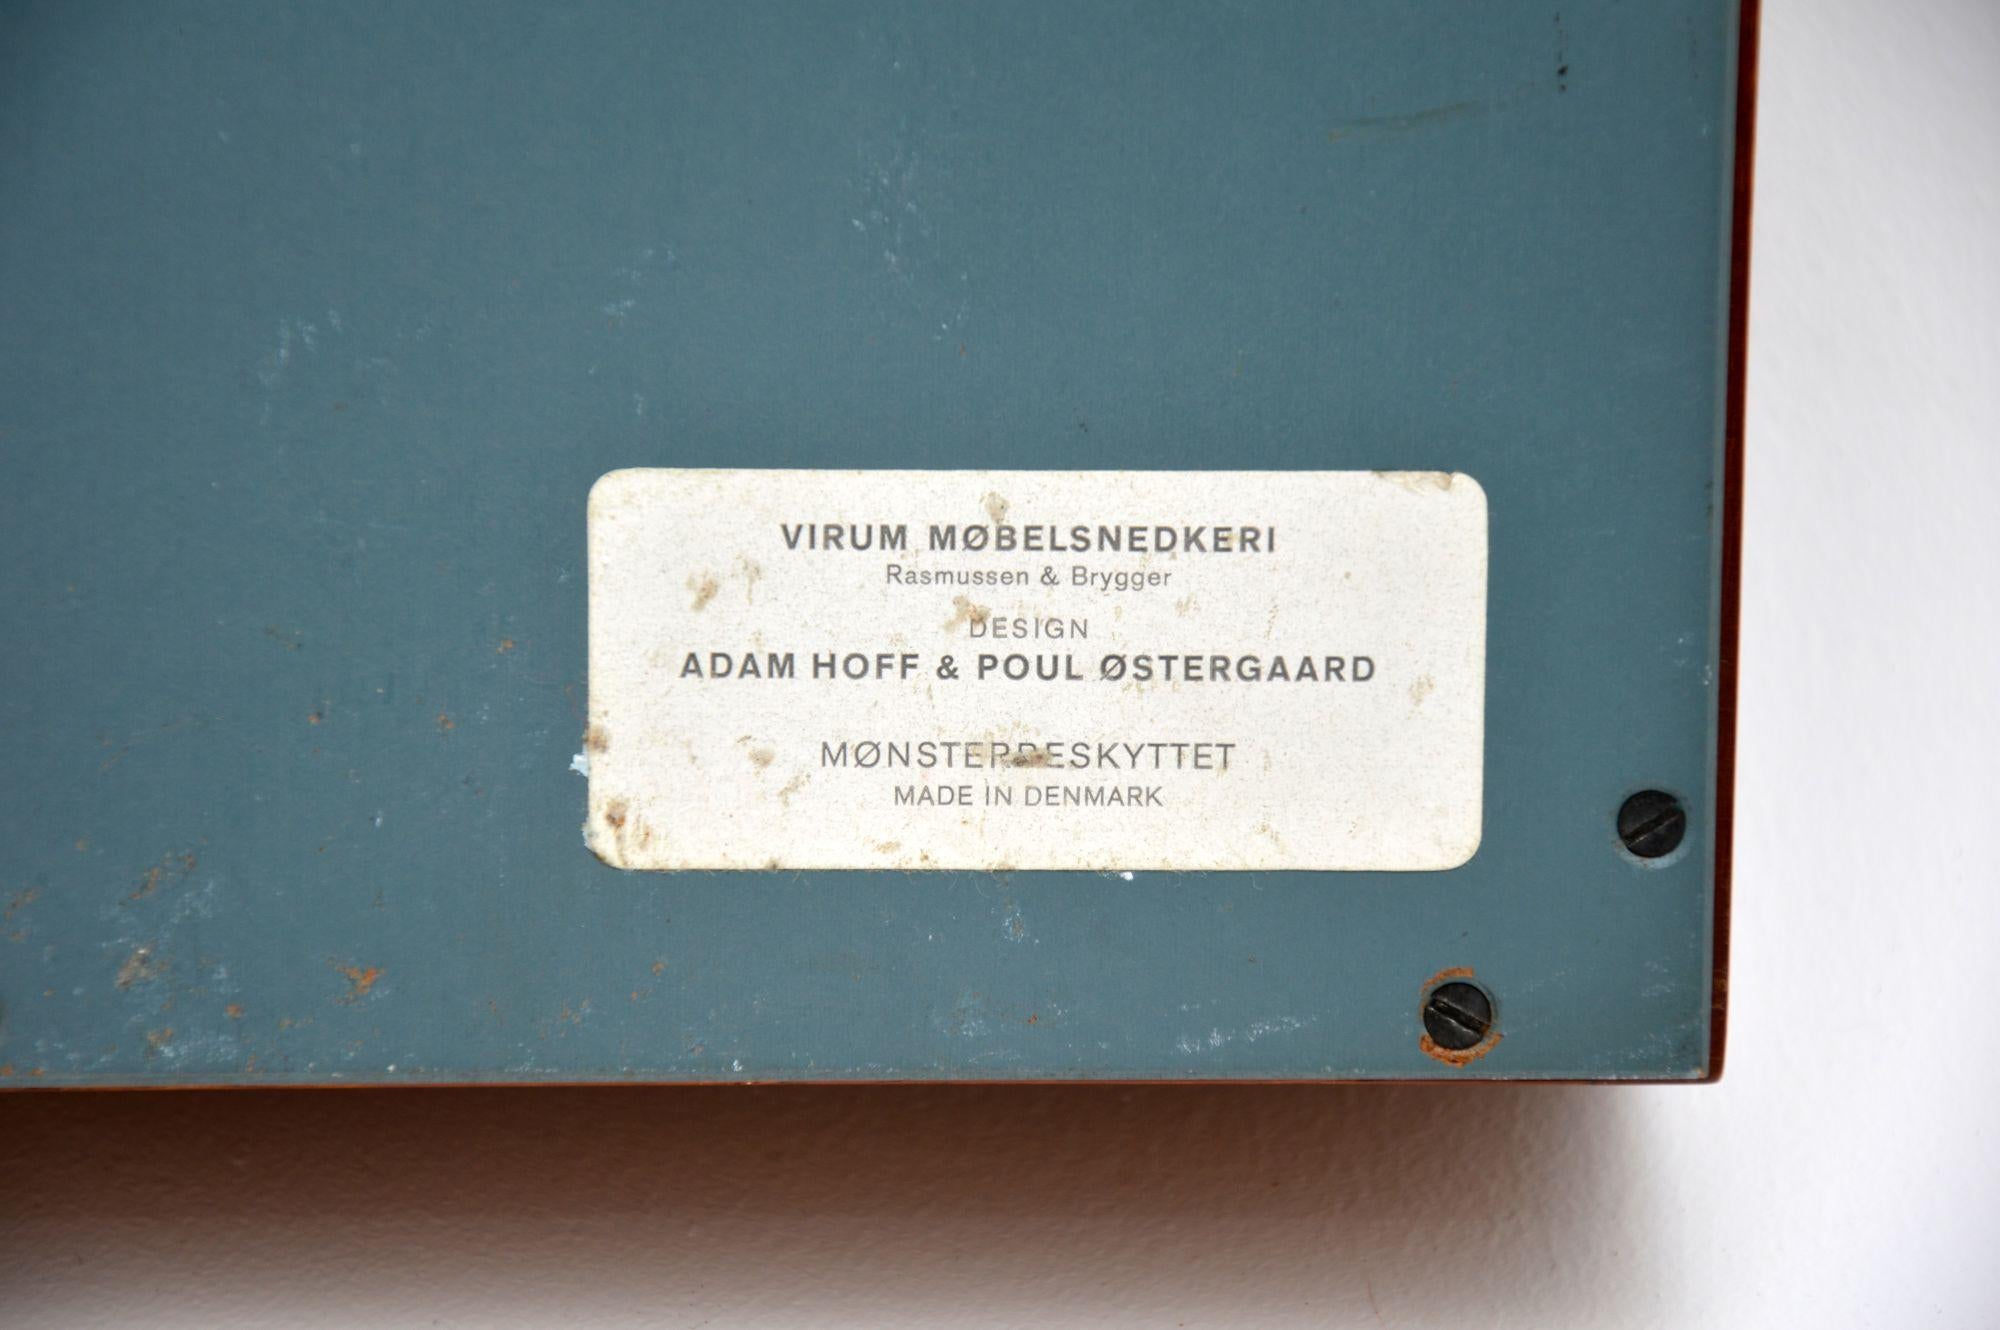 VIRUM MØBELSNEDKERI
Rasmussen & Brygger
DESIGN
ADAM HOFF & POUL ØSTERGAARD
MØNSTERBESKYTTET
MADE IN DENMARK